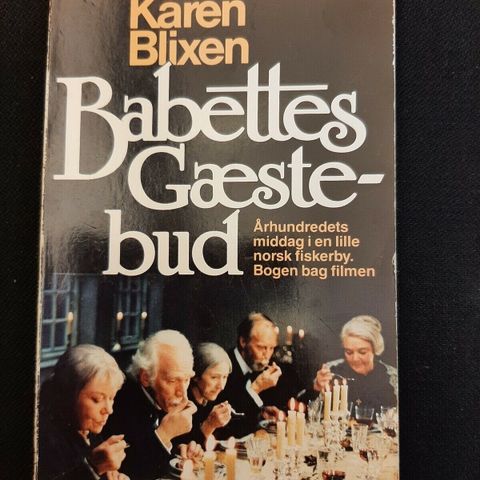 Karen
Blixen
Babettes
Gæste-
bud
Århundredets
middag i en lille
norsk fiskerby.
Bogen bag filmen